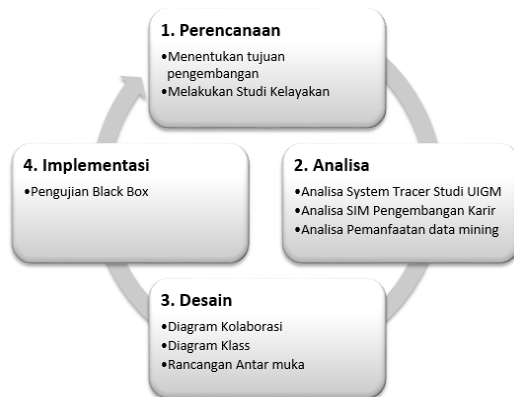 1. Perencanaan
•Menentukan tujuan
pengembangan
•Melakukan Studi Kelayakan
2. Analisa
•Analisa System Tracer Studi UIGM
•Analisa SIM Pengembangan Karir
•Analisa Pemanfaatan data mining
3. Desain
•Diagram Kolaborasi
•Diagram Klass
•Rancangan Antar muka
4. Implementasi
•Pengujian Black Box